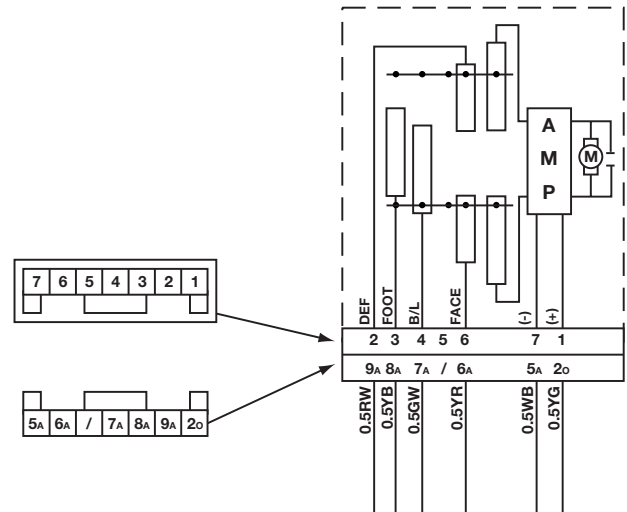 A
M
P
M
DEF
FOOT
B/L
FACE
(-)
(+)
7 6 5 4 3 2 1
2 3 4 5 6 7 1
9A 8A 7A / 6A 5A 2O
5A 6A / 7A 8A 9A 2O
0.5RW
0.5YB
0.5GW
0.5YR
0.5WB
0.5YG